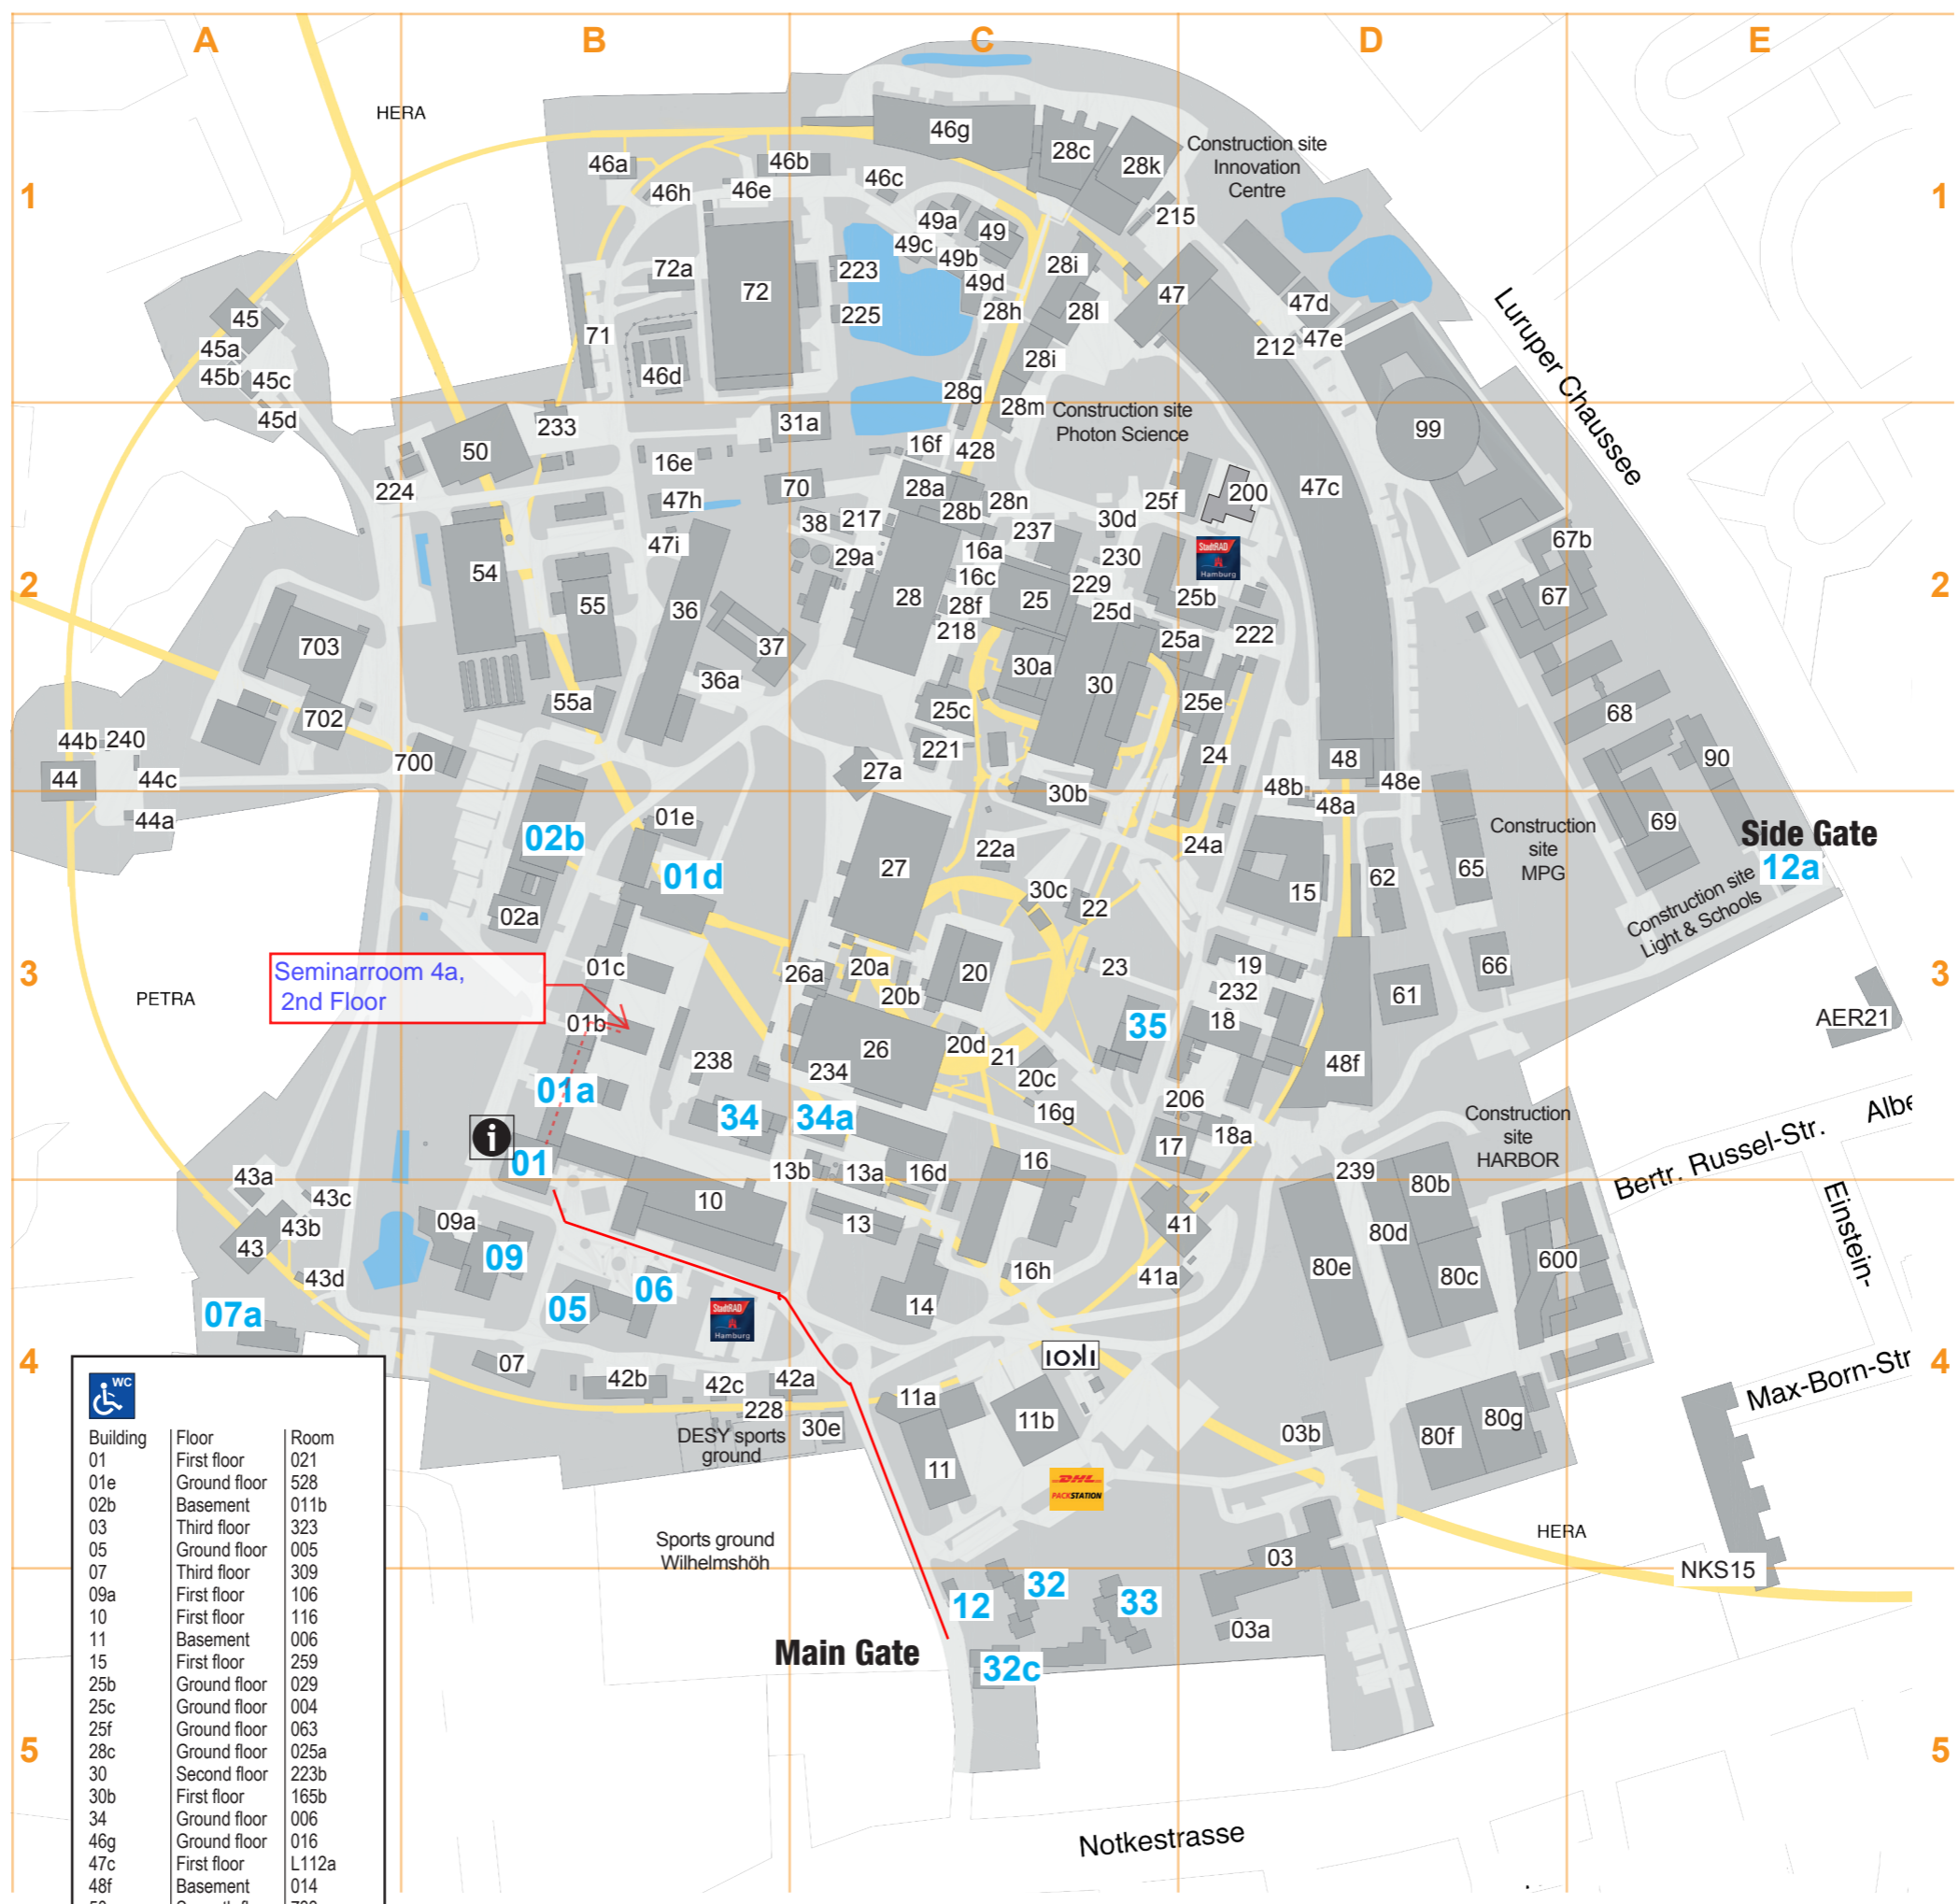 A
B
C
D
E
HERA
46g
28c
28k
Construction site
Innovation
Centre
46a
46b
46h
46e
46c
1
1
215
49a
49
49c
49b
49d
28i
72a
72
223
225
28h
28l
47
47d
47e
212
45
45a
45b
45c
45d
71
46d
28i
28g
28m
Luruper Chaussee
Construction site
Photon Science
99
233
31a
50
16e
16f
428
224
47h
70
28a
28n
25f
200
47c
38
217
28b
237
30d
StadtRAD
Hamburg
67b
47i
29a
16a
230
54
2
2
55
36
28
16c
25
229
25b
67
28f
25d
218
222
703
37
30a
25a
36a
30
55a
25c
25e
68
702
44b
240
221
24
90
700
27a
48
44
44c
30b
48b
48e
44a
01e
48a
02b
Construction
site
MPG
69
Side Gate
12a
22a
24a
01d
27
62
65
30c
15
02a
22
Construction site
Light & Schools
3
3
Seminarroom 4a,
2nd Floor
01c
26a
20a
20
23
19
66
PETRA
20b
232
61
01b
35
18
AER21
26
20d
238
234
21
48f
01a
20c
34
34a
16g
206
Construction
site
HARBOR
Bertr. Russel-Str.
Albe
i
01
18a
17
13b
13a
16d
16
239
80b
43a
43c
10
Einstein-
09a
13
41
80d
43b
43
09
600
43d
06
16h
41a
80e
80c
07a
05
14
StadtRAD
Hamburg
4
4
07
IOʞI
42b
42c
42a
11a
Max-Born-Str
228
11b
DESY sports
ground
30e
03b
80f
80g
11
DHL
PACKSTATION
Sports ground
Wilhelmshöh
HERA
03
NKS15
12
32
33
Main Gate
03a
32c
5
5
Notkestrasse
WC
Building Floor Room
01 First floor 021
01e Ground floor 528
02b Basement 011b
03 Third floor 323
05 Ground floor 005
07 Third floor 309
09a First floor 106
10 First floor 116
11 Basement 006
15 First floor 259
25b Ground floor 029
25c Ground floor 004
25f Ground floor 063
28c Ground floor 025a
30 Second floor 223b
30b First floor 165b
34 Ground floor 006
46g Ground floor 016
47c First floor L112a
48f Basement 014